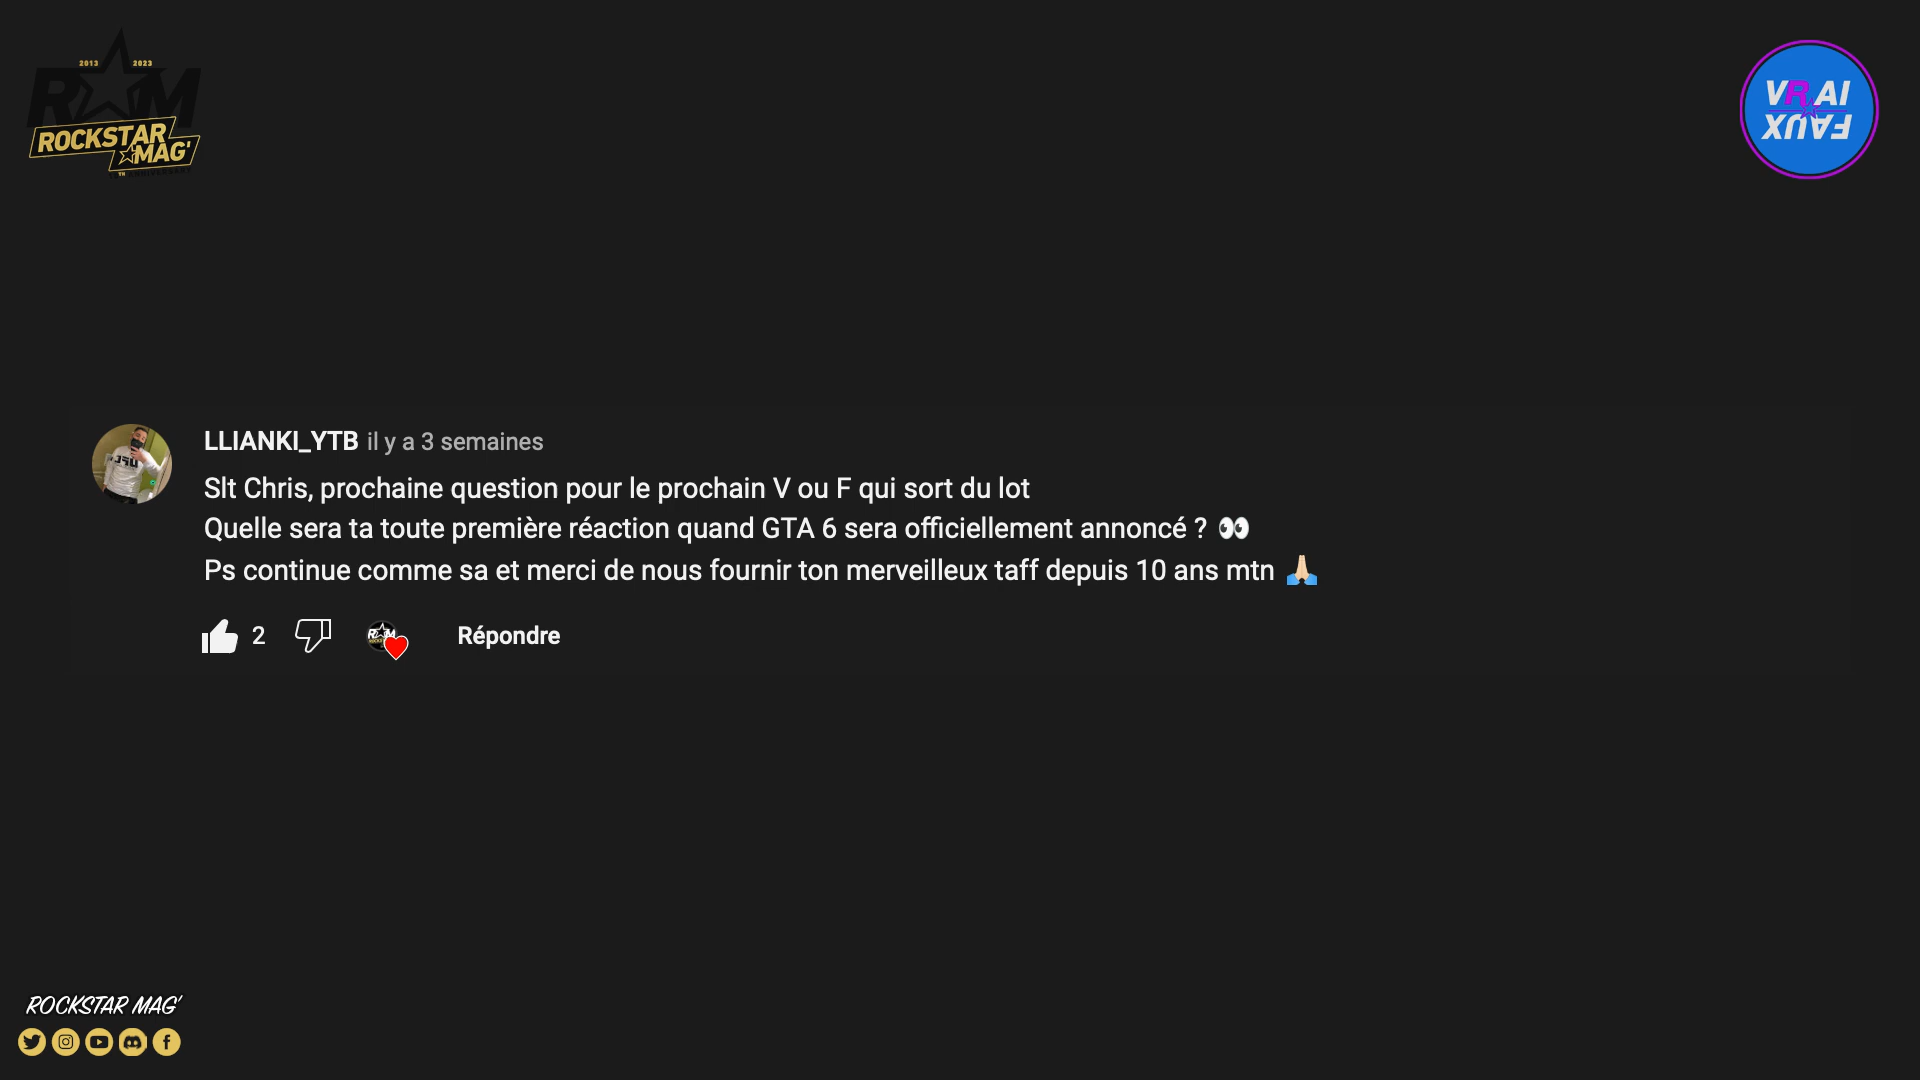 2013 2023
RM
ROCKSTAR
MAG'
VRAI
FAUX
LLIANKI_YTB il y a 3 semaines
Slt Chris, prochaine question pour le prochain V ou F qui sort du lot
Quelle sera ta toute première réaction quand GTA 6 sera officiellement annoncé ? 👀
Ps continue comme sa et merci de nous fournir ton merveilleux taff depuis 10 ans mtn 🙏🏻
2 Répondre
ROCKSTAR MAG'